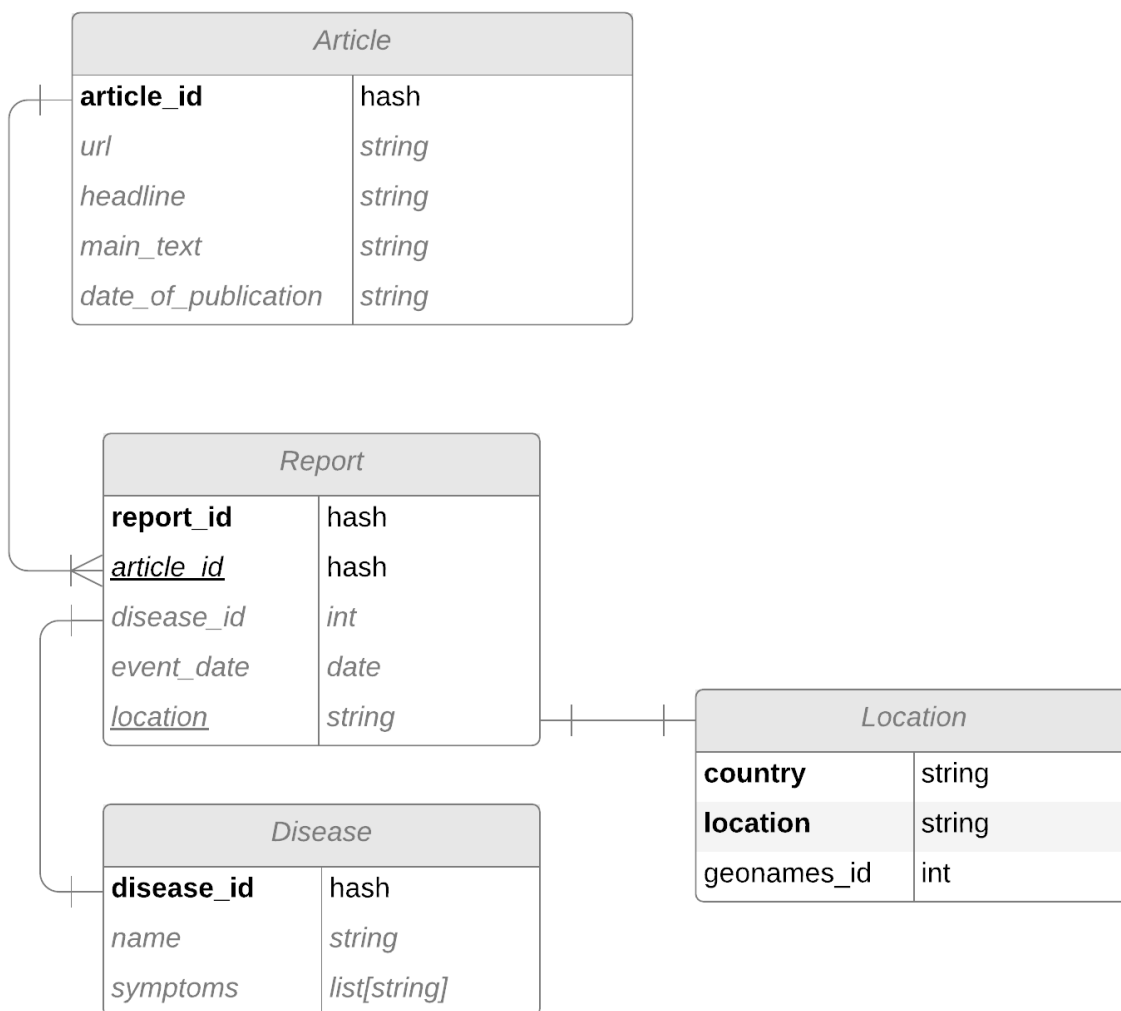 Article
article_id hash
url string
headline string
main_text string
date_of_publication string
Report
report_id hash
article_id hash
disease_id int
event_date date
location string
Location
country string
location string
geonames_id int
Disease
disease_id hash
name string
symptoms list[string]